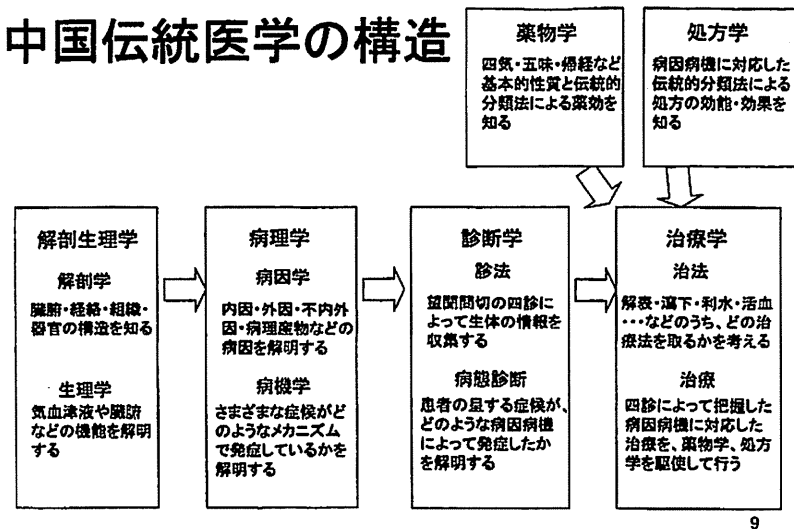 中国伝統医学の構造
薬物学
四気・五味・帰経など
基本的性質と伝統的
分類法による薬効を
知る
処方学
病因病機に対応した
伝統的分類法による
処方の効能・効果を
知る
解剖生理学
解剖学
臓腑・経絡・組織・
器官の構造を知る
生理学
気血津液や臓腑
などの機能を解明
する
病理学
病因学
内因・外因・不内外
因・病理産物などの
病因を解明する
病機学
さまざまな症候がど
のようなメカニズム
で発症しているかを
解明する
診断学
診法
望聞問切の四診に
よって生体の情報を
収集する
病態診断
患者の呈する症候が、
どのような病因病機
によって発症したか
を解明する
治療学
治法
解表・瀉下・利水・活血
・・・などのうち、どの治
療法を取るかを考える
治療
四診によって把握した
病因病機に対応した
治療を、薬物学、処方
学を駆使して行う
9